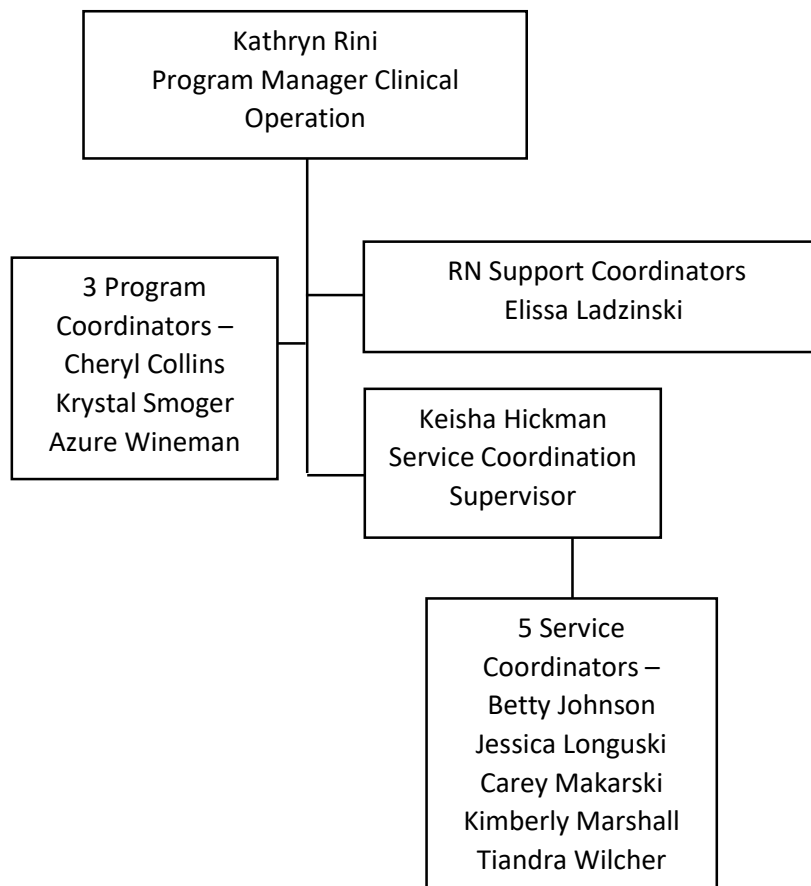 Kathryn Rini
Program Manager Clinical
Operation
3 Program
Coordinators –
Cheryl Collins
Krystal Smoger
Azure Wineman
RN Support Coordinators
Elissa Ladzinski
Keisha Hickman
Service Coordination
Supervisor
5 Service
Coordinators –
Betty Johnson
Jessica Longuski
Carey Makarski
Kimberly Marshall
Tiandra Wilcher